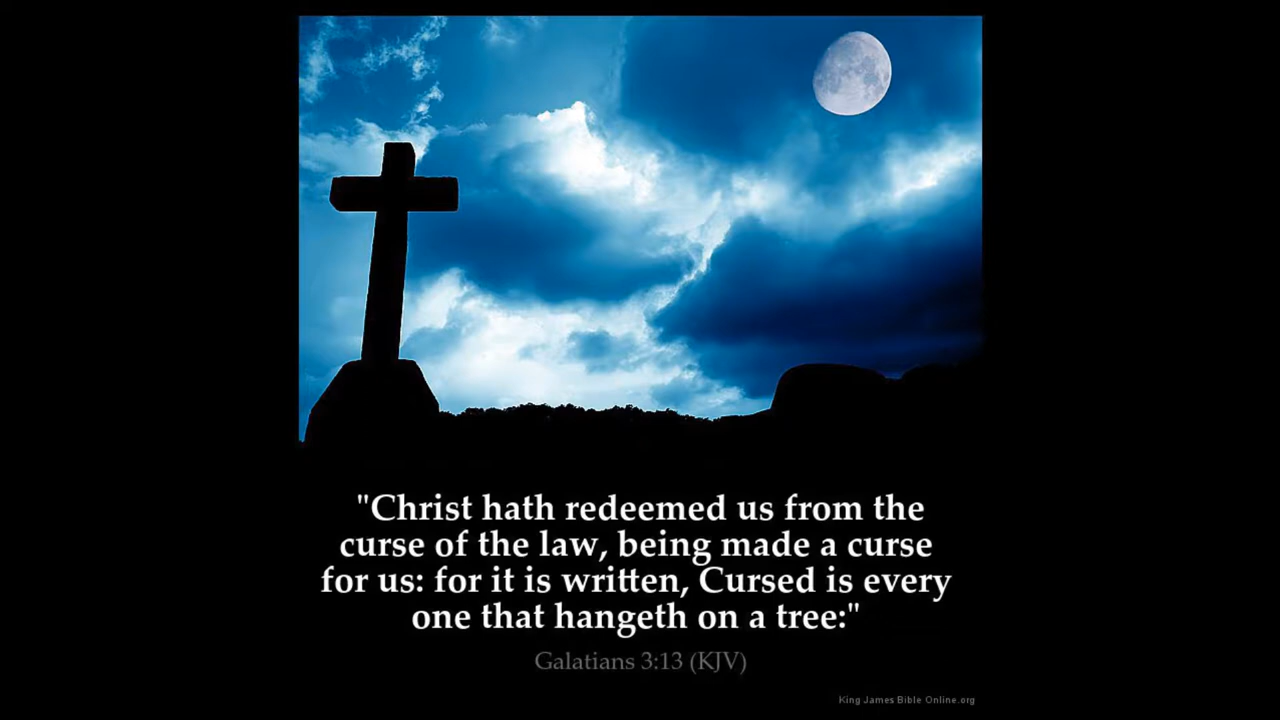 "Christ hath redeemed us from the
curse of the law, being made a curse
for us: for it is written, Cursed is every
one that hangeth on a tree:"
Galatians 3:13 (KJV)
King James Bible Online.org